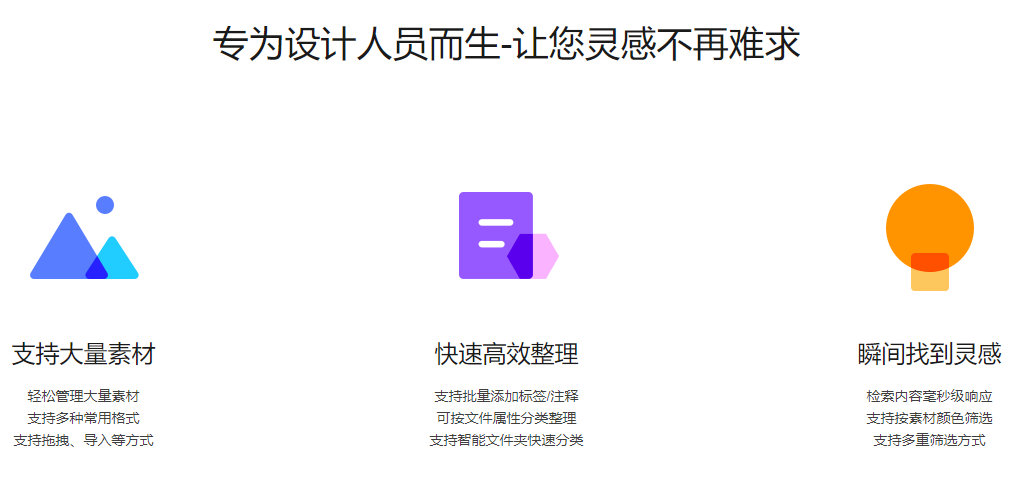 专为设计人员而生-让您灵感不再难求
支持大量素材
轻松管理大量素材
支持多种常用格式
支持拖拽、导入等方式
快速高效整理
支持批量添加标签/注释
可按文件属性分类整理
支持智能文件夹快速分类
瞬间找到灵感
检索内容毫秒级响应
支持按素材颜色筛选
支持多重筛选方式